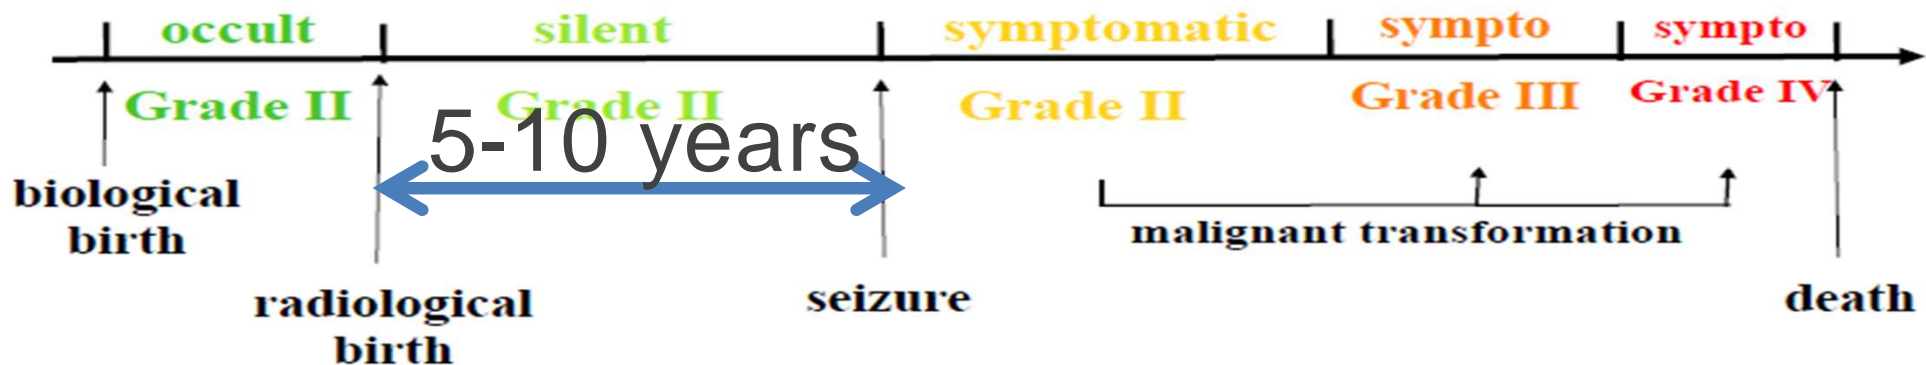 occult silent symptomatic sympto sympto
Grade II Grade II Grade II Grade III Grade IV
5-10 years
biological
birth
malignant transformation
radiological
birth
seizure
death